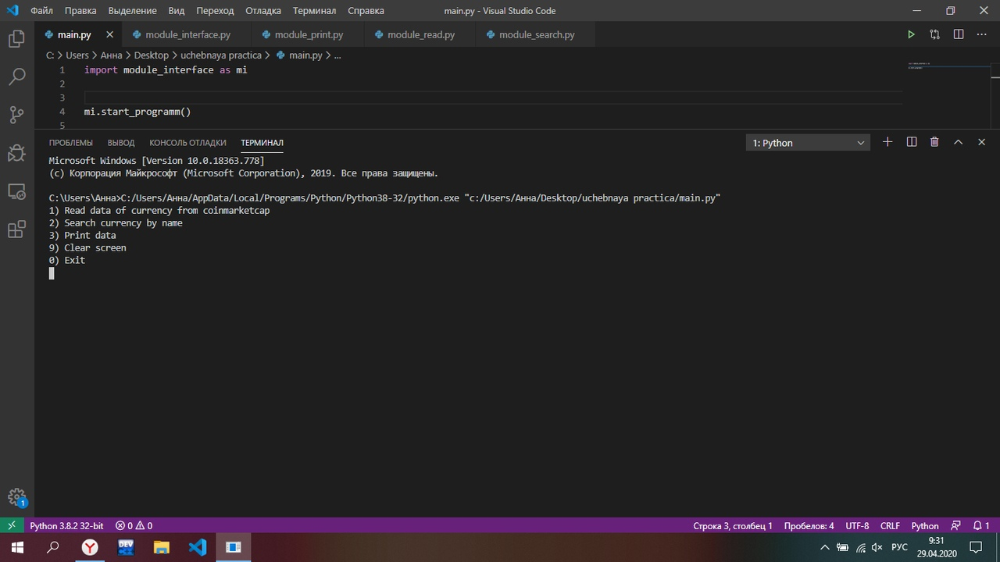 Файл Правка Выделение Вид Переход Отладка Терминал Справка main.py - Visual Studio Code
main.py module_interface.py module_print.py module_read.py module_search.py
C: > Users > Анна > Desktop > uchebnaya practica > main.py > ...
1 import module_interface as mi
2
3
4 mi.start_programm()
5
ПРОБЛЕМЫ ВЫВОД КОНСОЛЬ ОТЛАДКИ ТЕРМИНАЛ 1: Python
Microsoft Windows [Version 10.0.18363.778]
(c) Корпорация Майкрософт (Microsoft Corporation), 2019. Все права защищены.
C:\Users\Анна>C:/Users/Анна/AppData/Local/Programs/Python/Python38-32/python.exe "c:/Users/Анна/Desktop/uchebnaya practica/main.py"
1) Read data of currency from coinmarketcap
2) Search currency by name
3) Print data
9) Clear screen
0) Exit
1
Python 3.8.2 32-bit 0 0 Строка 3, столбец 1 Пробелов: 4 UTF-8 CRLF Python 1
DEV C++ РУС 9:31
29.04.2020